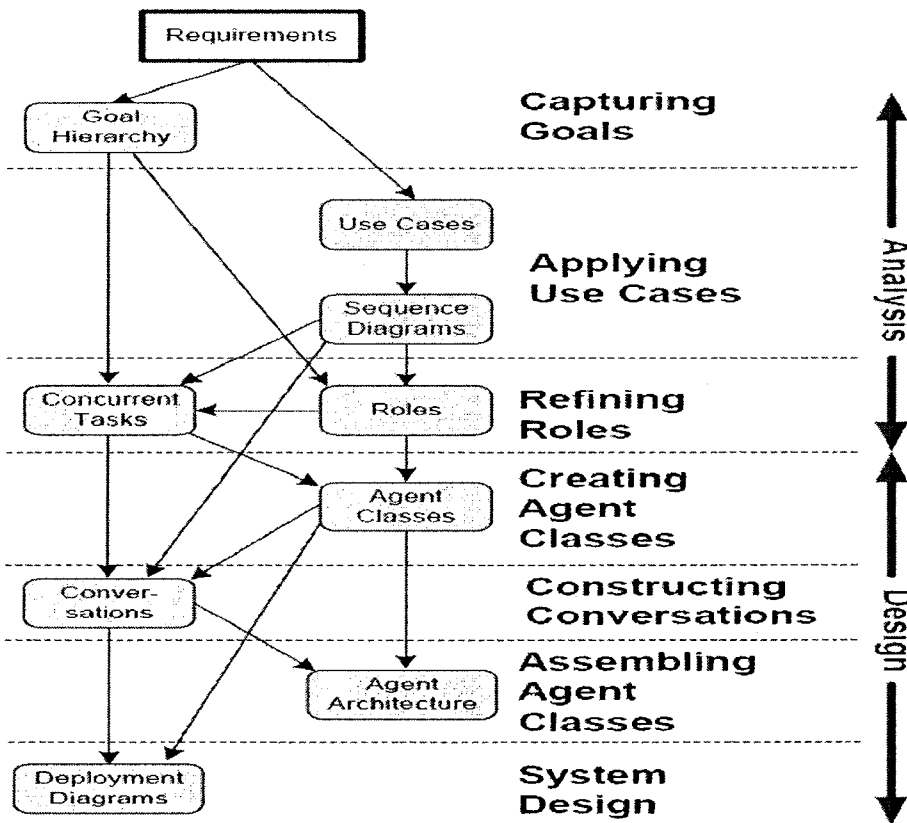 Requirements
Goal
Hierarchy
Capturing
Goals
Use Cases
Applying
Use Cases
Sequence
Diagrams
Analysis
Concurrent
Tasks
Roles
Refining
Roles
Agent
Classes
Creating
Agent
Classes
Conver-
sations
Constructing
Conversations
Design
Agent
Architecture
Assembling
Agent
Classes
Deployment
Diagrams
System
Design